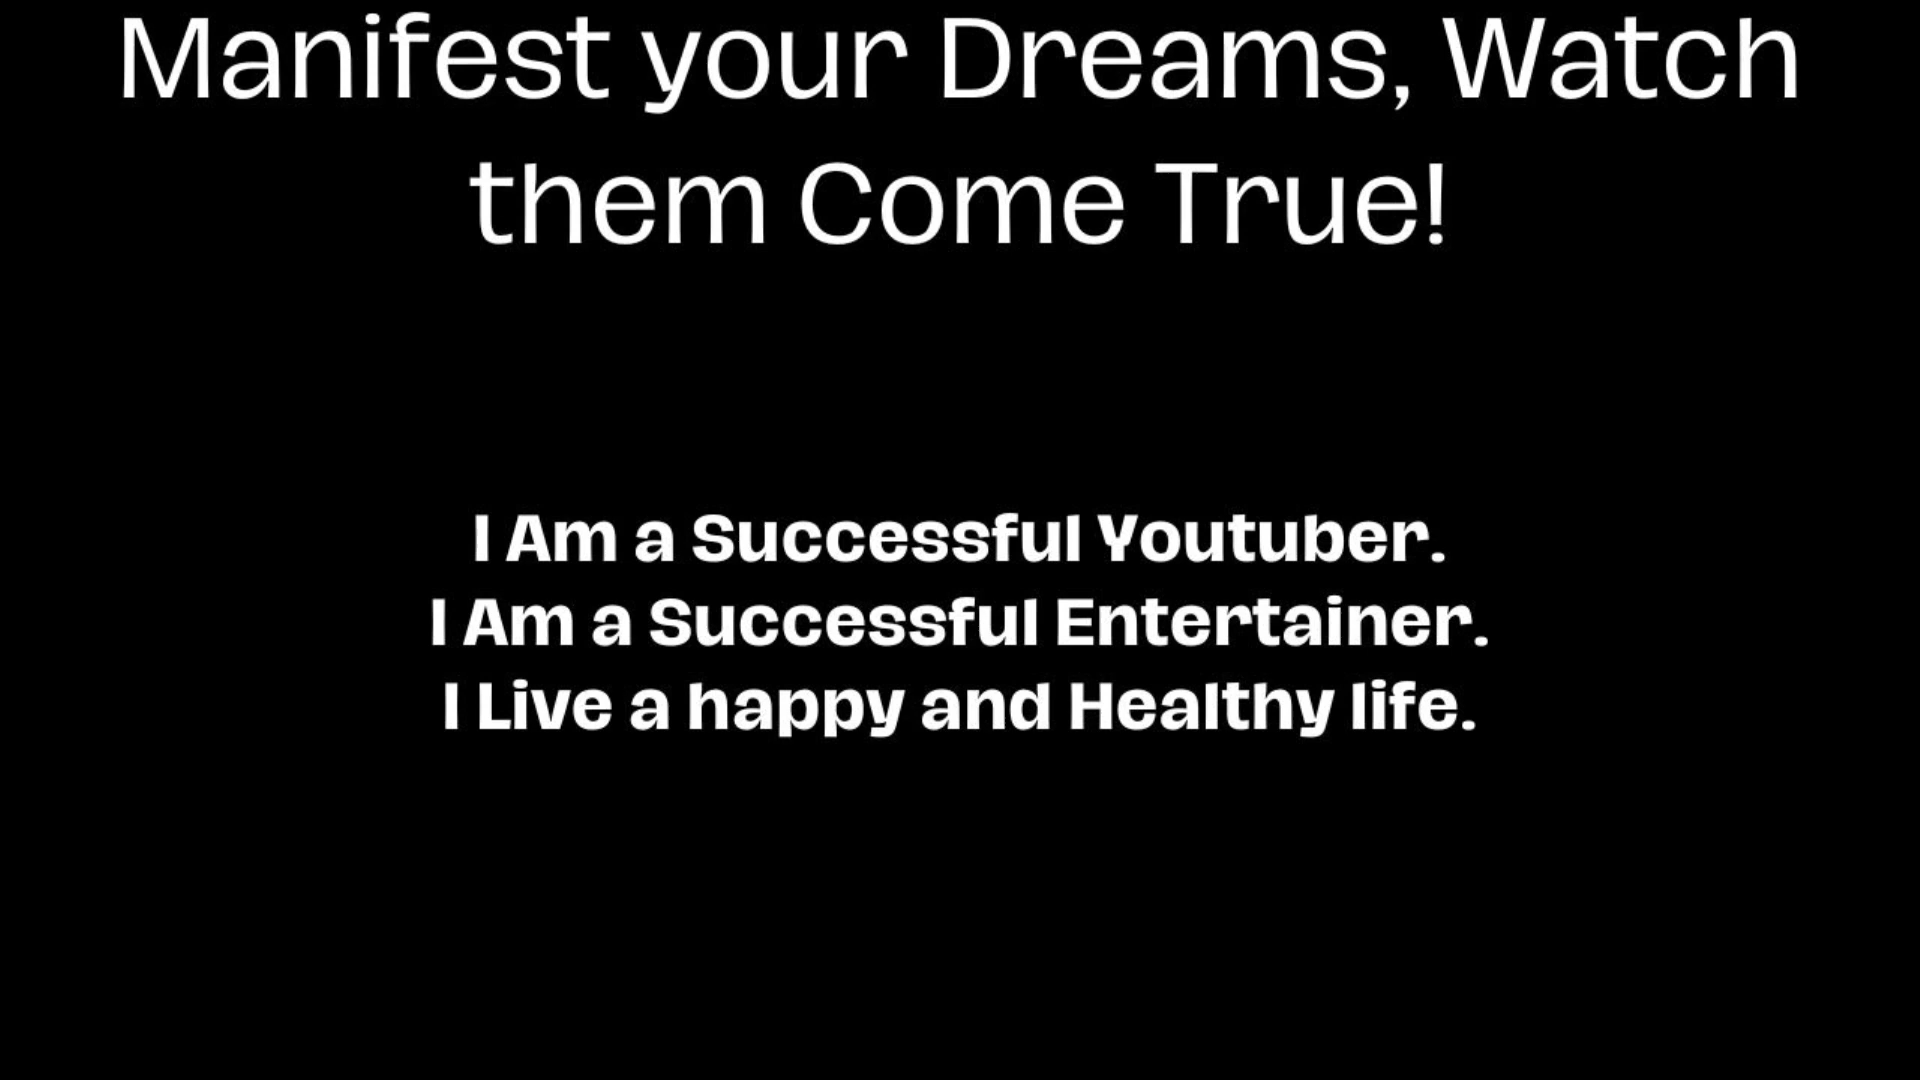 Manifest your Dreams, Watch
them Come True!
I Am a Successful Youtuber.
I Am a Successful Entertainer.
I Live a happy and Healthy life.